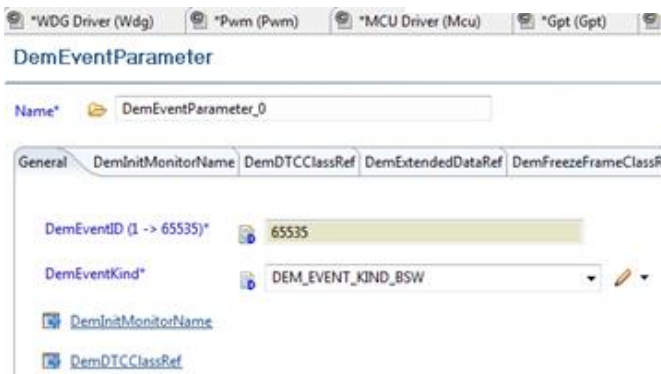 *WDG Driver (Wdg) *Pwm (Pwm) *MCU Driver (Mcu) *Gpt (Gpt)
DemEventParameter
Name* DemEventParameter_0
General DemInitMonitorName DemDTCClassRef DemExtendedDataRef DemFreezeFrameClassR
DemEventID (1 -> 65535)* 65535
DemEventKind* DEM_EVENT_KIND_BSW
DemInitMonitorName
DemDTCClassRef